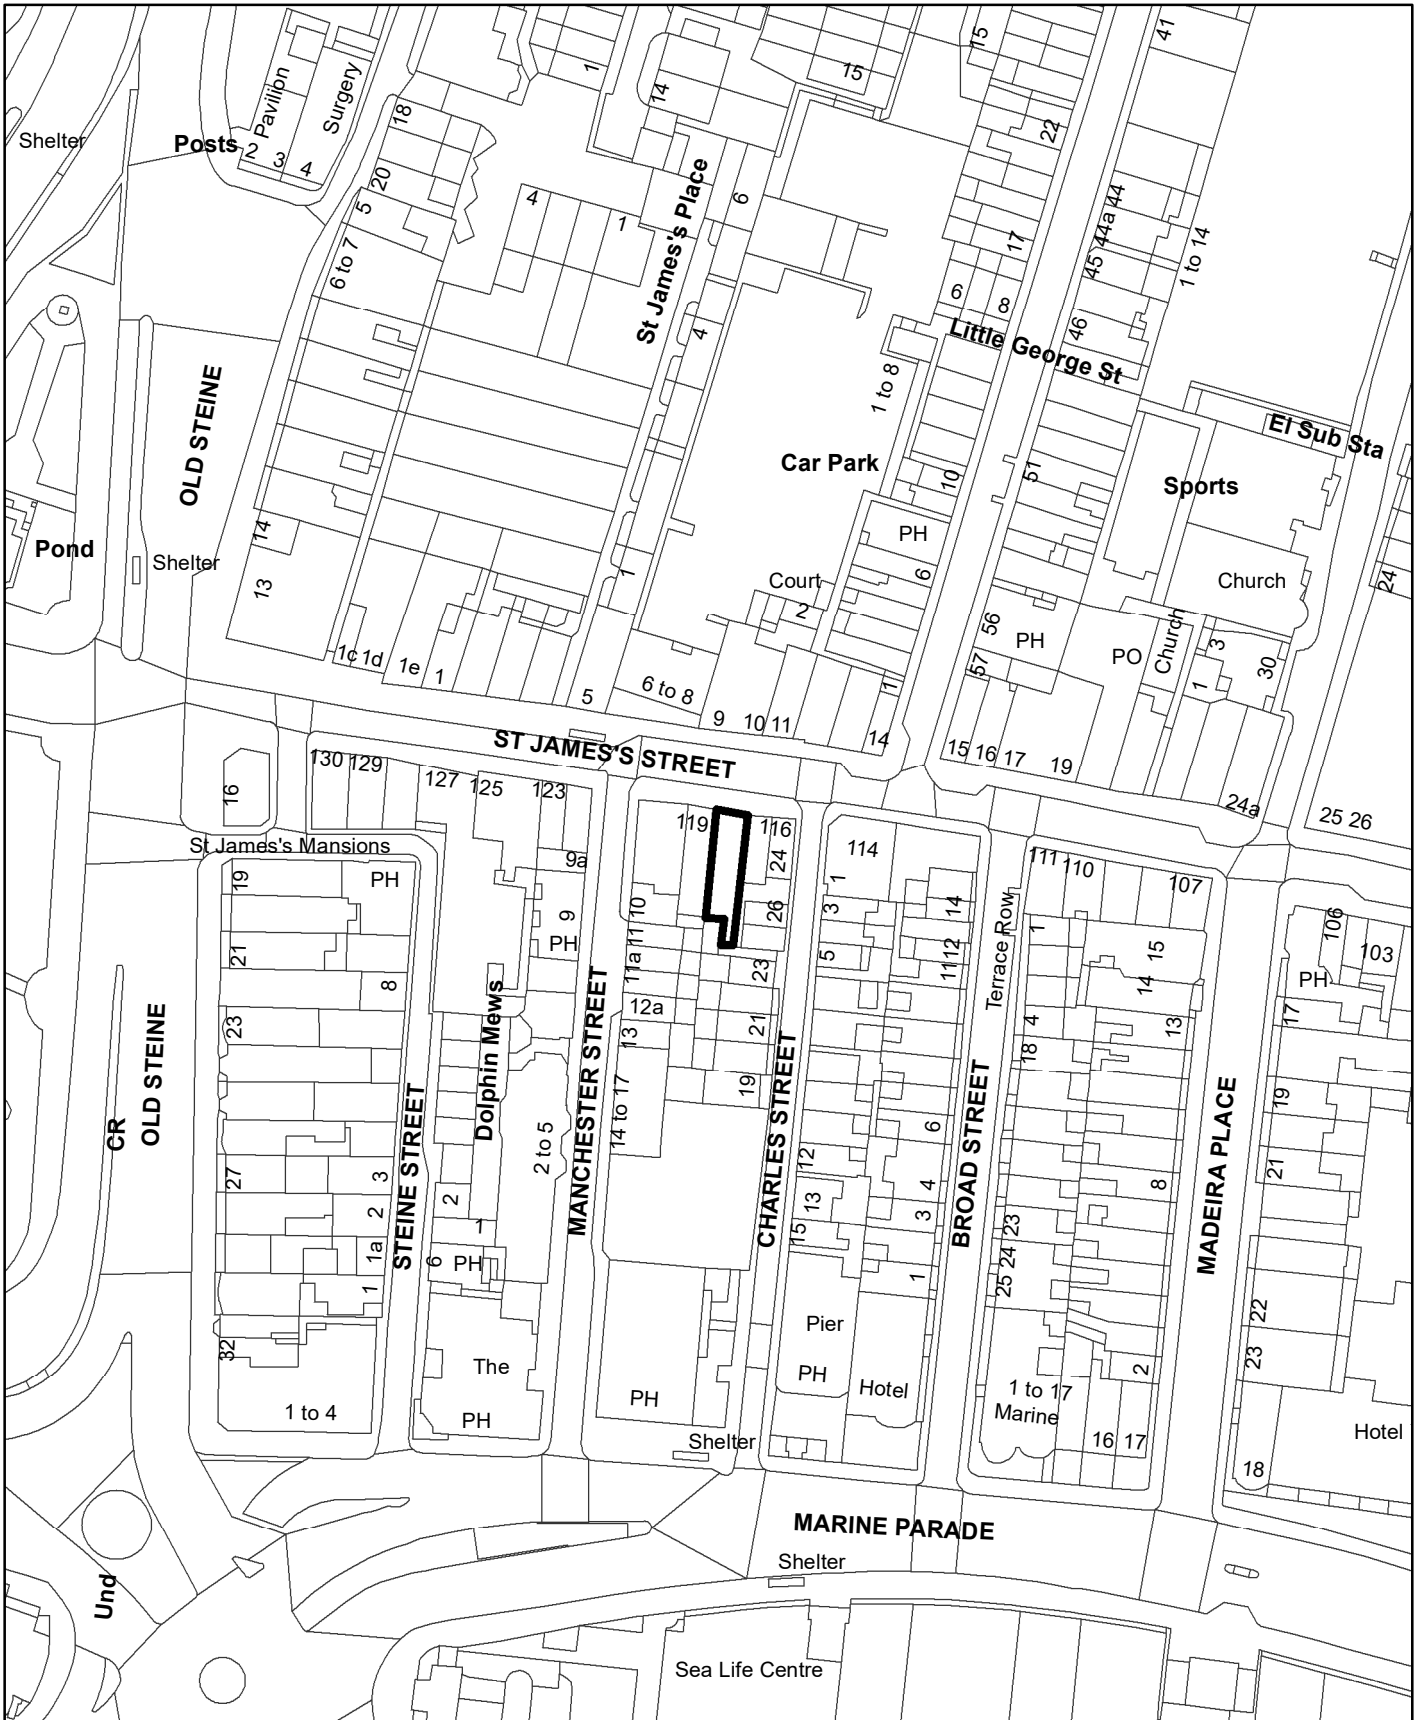 41
15
1
15
14
22
Shelter
Posts
Pavilion
Surgery
2
3
4
18
20
5
6 to 7
4
1
St James's Place
6
17
44
44a
45
1 to 14
6
8
46
Little George St
4
1 to 8
OLD STEINE
El Sub Sta
Car Park
10
51
Sports
Pond
Shelter
14
13
1
PH
6
Court
2
Church
24
56
PH
57
PO
Church
3
1
30
1c
1d
1e
1
5
6 to 8
9
10
11
1
14
15
16
17
19
24a
25
26
ST JAMES'S STREET
130
129
127
125
123
16
119
116
24
26
114
111
110
107
St James's Mansions
19
PH
9a
9
PH
10
11
11a
1
3
5
14
12
11
Terrace Row
1
15
14
13
106
103
PH
17
21
8
23
OLD STEINE
CR
Dolphin Mews
12a
13
23
21
19
14 to 17
4
18
19
21
STEINE STREET
MANCHESTER STREET
CHARLES STREET
BROAD STREET
MADEIRA PLACE
27
3
2
1a
1
2
1
2 to 5
6
PH
12
13
15
6
4
3
1
23
24
25
8
22
23
32
1 to 4
The
PH
PH
Pier
PH
Hotel
1 to 17
Marine
2
16
17
18
Hotel
Shelter
MARINE PARADE
Shelter
Und
Sea Life Centre